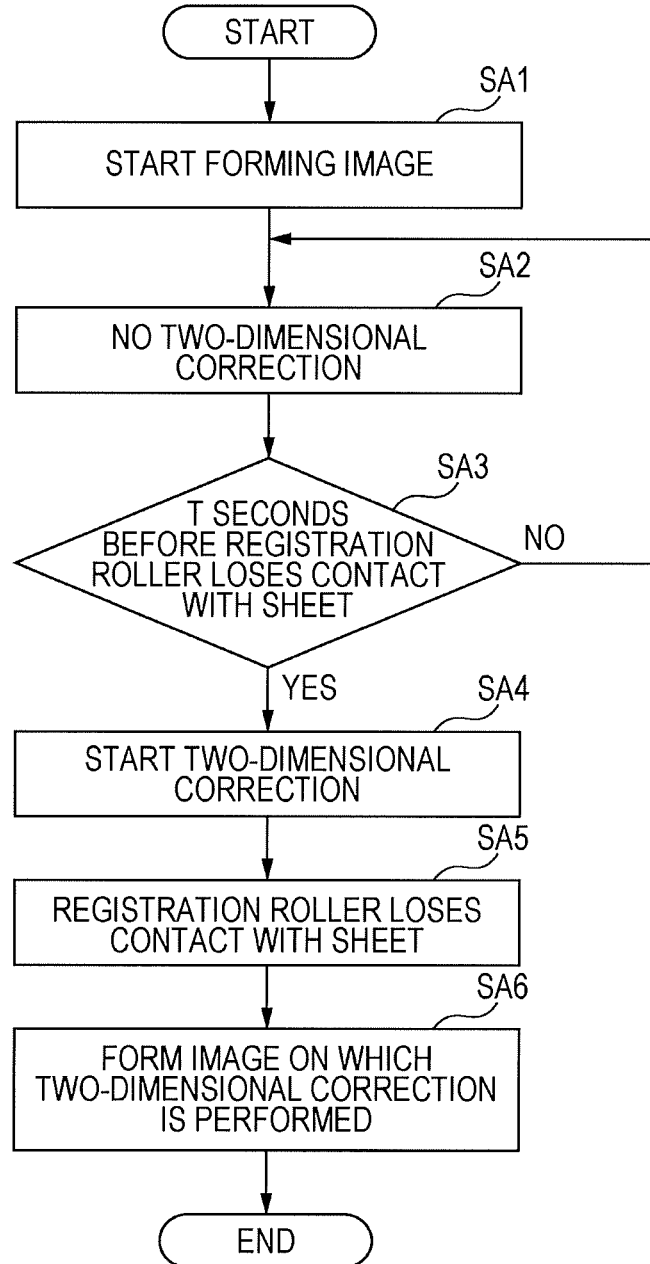 START
SA1
START FORMING IMAGE
SA2
NO TWO-DIMENSIONAL
CORRECTION
SA3
T SECONDS
BEFORE REGISTRATION
ROLLER LOSES CONTACT
WITH SHEET
NO
YES
SA4
START TWO-DIMENSIONAL
CORRECTION
SA5
REGISTRATION ROLLER LOSES
CONTACT WITH SHEET
SA6
FORM IMAGE ON WHICH
TWO-DIMENSIONAL CORRECTION
IS PERFORMED
END